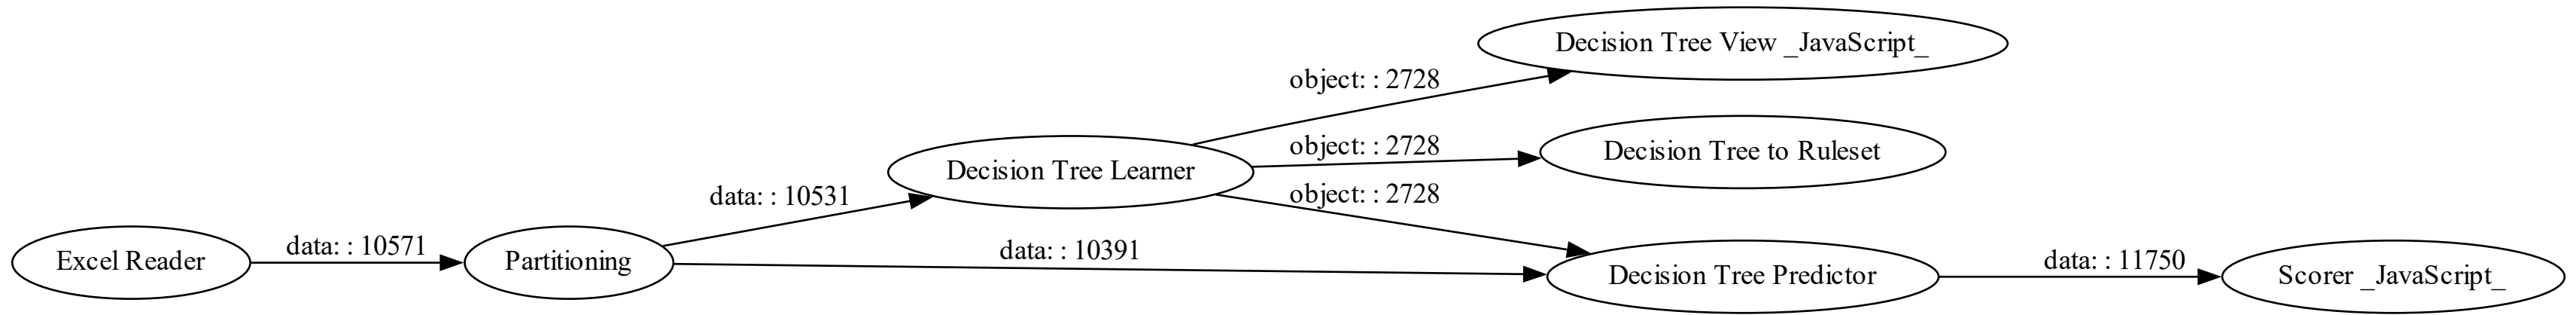 Decision Tree View _JavaScript_
object: : 2728
Decision Tree Learner
object: : 2728
Decision Tree to Ruleset
data: : 10531
object: : 2728
Excel Reader
data: : 10571
Partitioning
data: : 10391
Decision Tree Predictor
data: : 11750
Scorer _JavaScript_